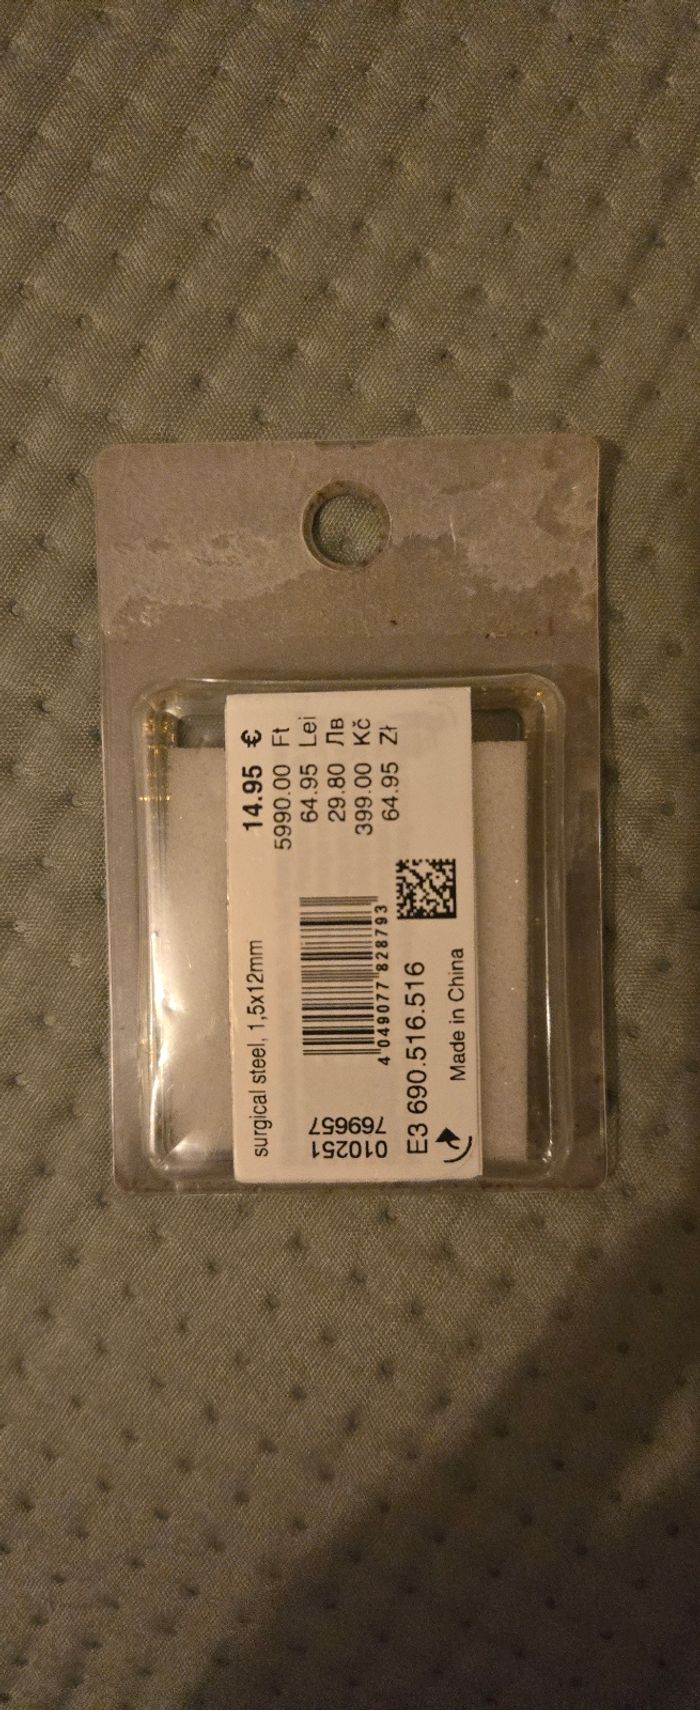 surgical steel, 1,5x12mm
14.95 €
5990.00 Ft
64.95 Lei
29.80 Лв
399.00 Kč
64.95 Zł
4 049077 828793
010251
769657
E3 690.516.516
Made in China